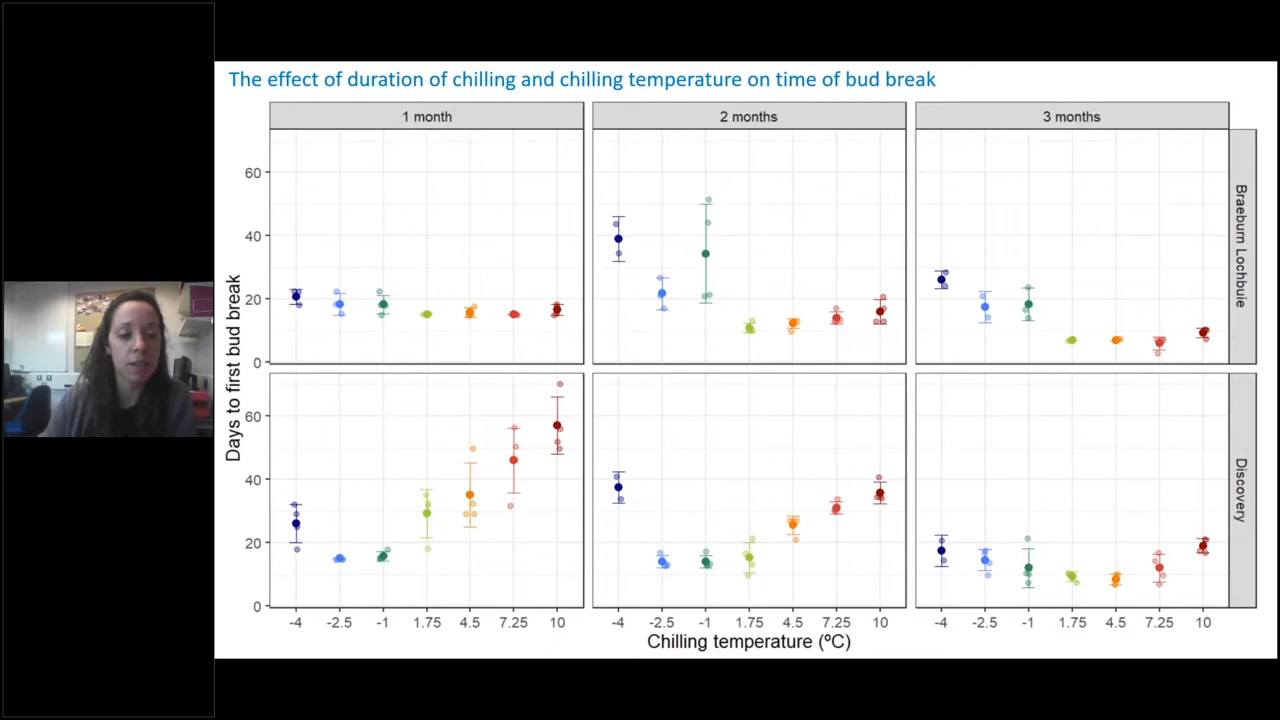 The effect of duration of chilling and chilling temperature on time of bud break
1 month
2 months
3 months
60
40
20
0
Braeburn Lochbuie
Days to first bud break
60
40
20
0
Discovery
-4 -2.5 -1 1.75 4.5 7.25 10
-4 -2.5 -1 1.75 4.5 7.25 10
-4 -2.5 -1 1.75 4.5 7.25 10
Chilling temperature (ºC)